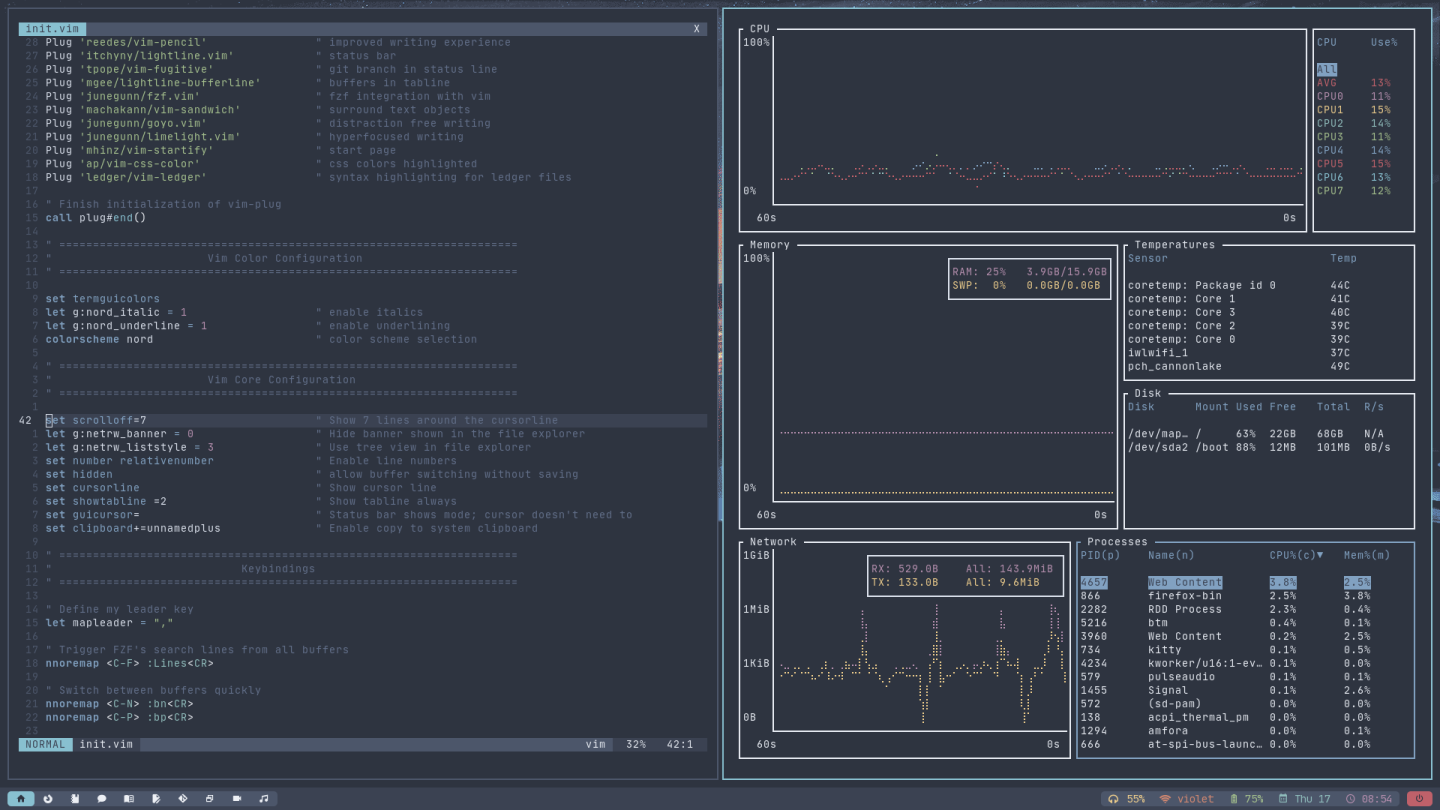 init.vim X
28 Plug 'reedes/vim-pencil' " improved writing experience
27 Plug 'itchyny/lightline.vim' " status bar
26 Plug 'tpope/vim-fugitive' " git branch in status line
25 Plug 'mgee/lightline-bufferline' " buffers in tabline
24 Plug 'junegunn/fzf.vim' " fzf integration with vim
23 Plug 'machakann/vim-sandwich' " surround text objects
22 Plug 'junegunn/goyo.vim' " distraction free writing
21 Plug 'junegunn/limelight.vim' " hyperfocused writing
20 Plug 'mhinz/vim-startify' " start page
19 Plug 'ap/vim-css-color' " css colors highlighted
18 Plug 'ledger/vim-ledger' " syntax highlighting for ledger files
17
16 " Finish initialization of vim-plug
15 call plug#end()
14
13 " ====================================================================
12 " Vim Color Configuration
11 " ====================================================================
10
9 set termguicolors
8 let g:nord_italic = 1 " enable italics
7 let g:nord_underline = 1 " enable underlining
6 colorscheme nord " color scheme selection
5
4 " ====================================================================
3 " Vim Core Configuration
2 " ====================================================================
1
42 set scrolloff=7 " Show 7 lines around the cursorline
1 let g:netrw_banner = 0 " Hide banner shown in the file explorer
2 let g:netrw_liststyle = 3 " Use tree view in file explorer
3 set number relativenumber " Enable line numbers
4 set hidden " allow buffer switching without saving
5 set cursorline " Show cursor line
6 set showtabline =2 " Show tabline always
7 set guicursor= " Status bar shows mode; cursor doesn't need to
8 set clipboard+=unnamedplus " Enable copy to system clipboard
9
10 " ====================================================================
11 " Keybindings
12 " ====================================================================
13
14 " Define my leader key
15 let mapleader = ","
16
17 " Trigger FZF's search lines from all buffers
18 nnoremap <C-F> :Lines<CR>
19
20 " Switch between buffers quickly
21 nnoremap <C-N> :bn<CR>
22 nnoremap <C-P> :bp<CR>
23
NORMAL init.vim vim 32% 42:1
CPU
100%
0%
60s 0s
CPU Use%
All
AVG 13%
CPU0 11%
CPU1 15%
CPU2 14%
CPU3 11%
CPU4 14%
CPU5 15%
CPU6 13%
CPU7 12%
Memory
100%
RAM: 25% 3.9GB/15.9GB
SWP: 0% 0.0GB/0.0GB
0%
60s 0s
Temperatures
Sensor Temp
coretemp: Package id 0 44C
coretemp: Core 1 41C
coretemp: Core 3 40C
coretemp: Core 2 39C
coretemp: Core 0 39C
iwlwifi_1 37C
pch_cannonlake 49C
Disk
Disk Mount Used Free Total R/s
/dev/map… / 63% 22GB 68GB N/A
/dev/sda2 /boot 88% 12MB 101MB 0B/s
Network
1GiB
RX: 529.0B All: 143.9MiB
TX: 133.0B All: 9.6MiB
1MiB
1KiB
0B
60s 0s
Processes
PID(p) Name(n) CPU%(c)▼ Mem%(m)
4657 Web Content 3.8% 2.5%
866 firefox-bin 2.5% 3.8%
2282 RDD Process 2.3% 0.4%
5216 btm 0.4% 0.1%
3960 Web Content 0.2% 2.5%
734 kitty 0.1% 0.5%
4234 kworker/u16:1-ev… 0.1% 0.0%
579 pulseaudio 0.1% 0.1%
1455 Signal 0.1% 2.6%
572 (sd-pam) 0.0% 0.0%
138 acpi_thermal_pm 0.0% 0.0%
1294 amfora 0.0% 0.1%
666 at-spi-bus-launc… 0.0% 0.0%
55% violet 75% Thu 17 08:54